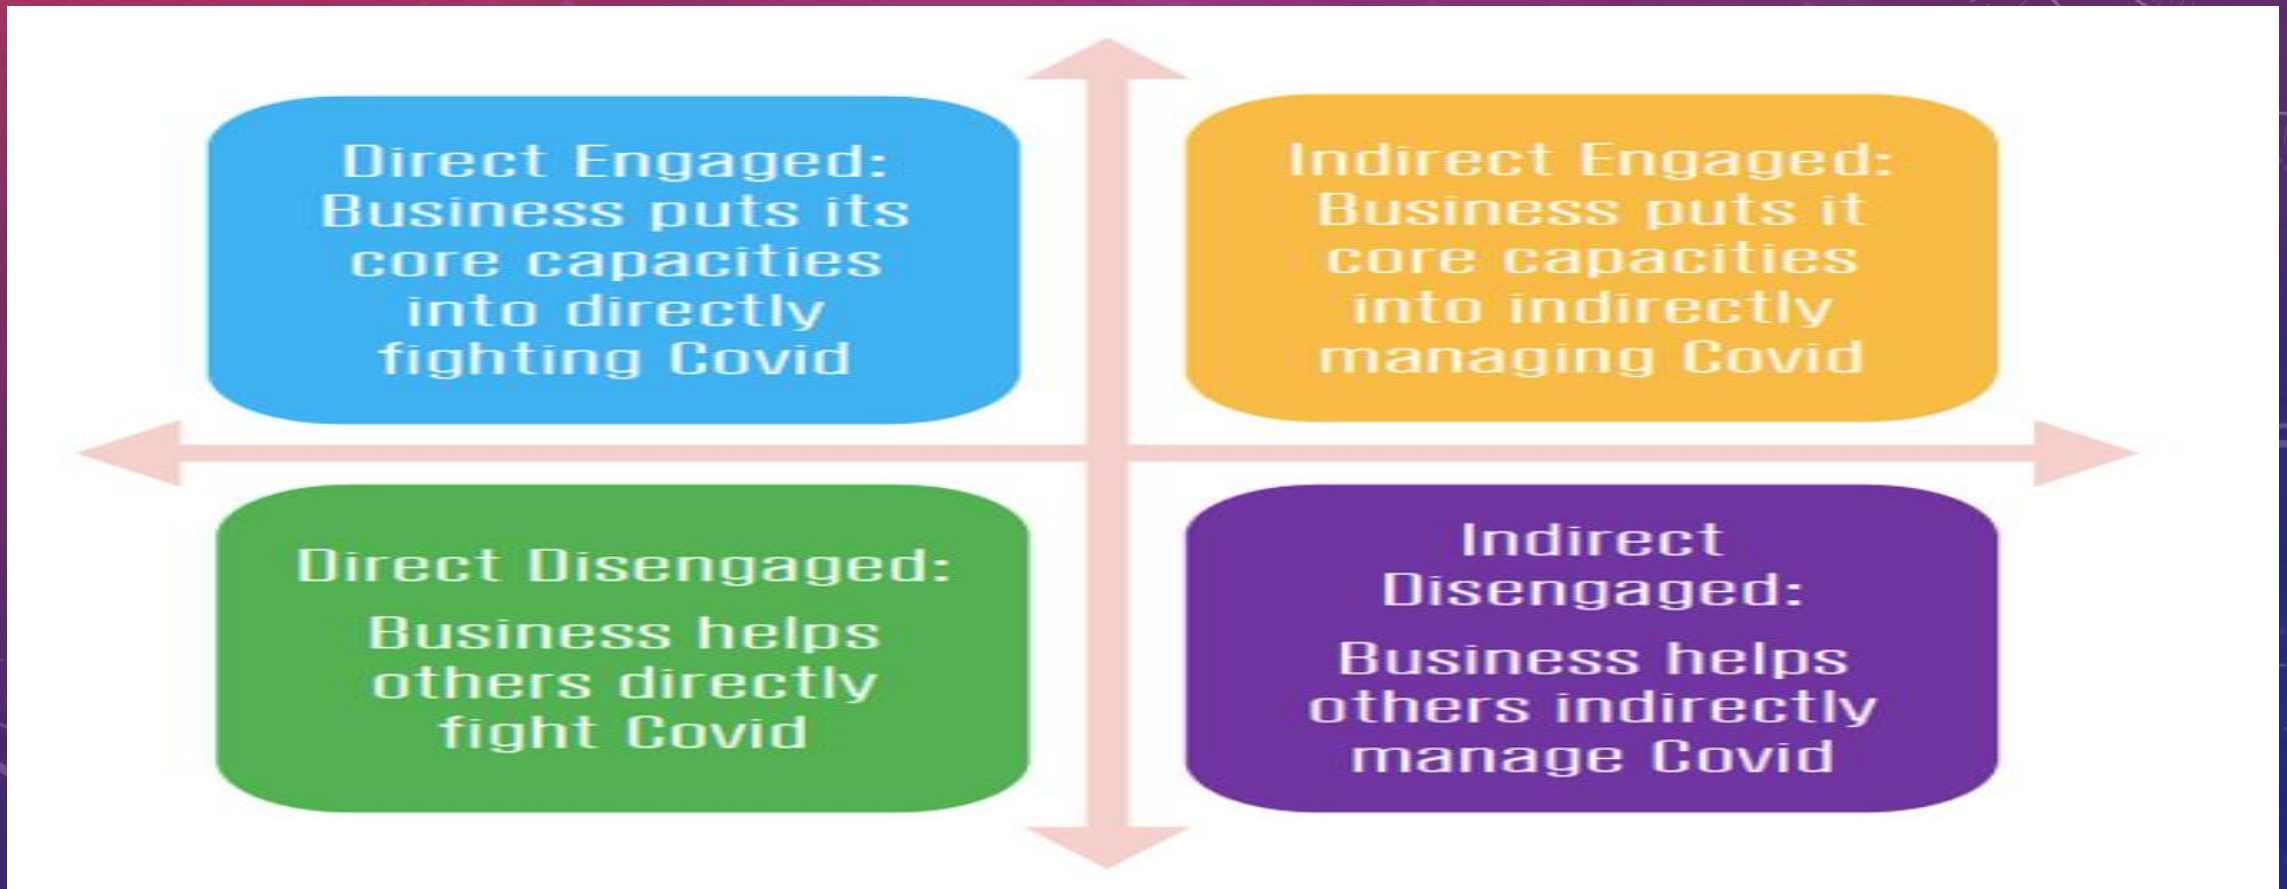 Direct Engaged:
Business puts its
core capacities
into directly
fighting Covid
Indirect Engaged:
Business puts it
core capacities
into indirectly
managing Covid
Direct Disengaged:
Business helps
others directly
fight Covid
Indirect
Disengaged:
Business helps
others indirectly
manage Covid